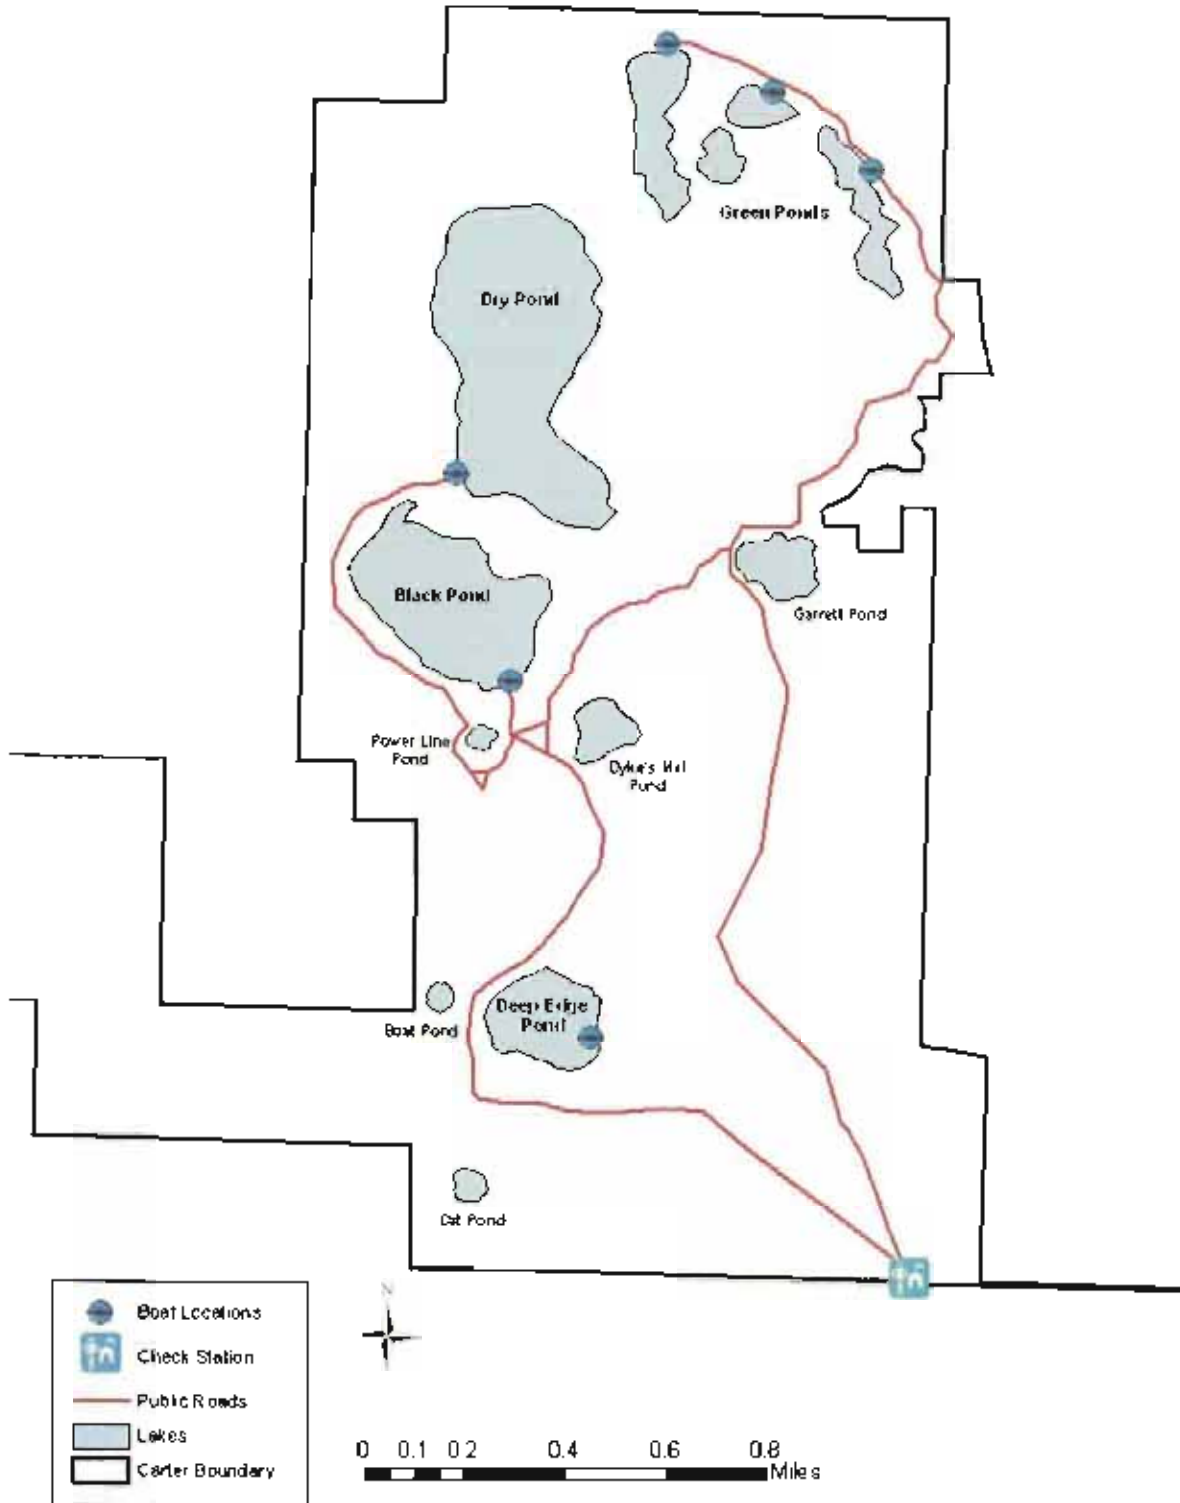 Green Ponds
Dry Pond
Black Pond
Garrett Pond
Power Line
Pond
Pond
Deep Edge
Pond
Boat Pond
Cat Pond
N
Boat Locations
Check Station
Public Roads
Lakes
Carter Boundary
0 0.1 0.2 0.4 0.6 0.8
Miles